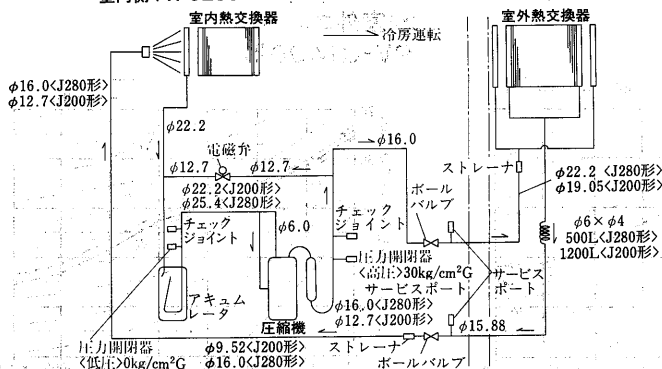 室内熱交換器
室外熱交換器
冷房運転
φ16.0<J280形>
φ12.7<J200形>
φ22.2
電磁弁
φ12.7
φ12.7
φ16.0
ストレーナ
φ22.2<J280形>
φ19.05<J200形>
φ22.2<J200形>
φ25.4<J280形>
ボール
バルブ
チェック
ジョイント
φ6.0
チェック
ジョイント
φ6×φ4
500L<J280形>
1200L<J200形>
圧力開閉器
<高圧>30kg/cm²G
サービスポート
サービス
ポート
アキュム
レータ
圧縮機
φ16.0<J280形>
φ12.7<J200形>
φ15.88
圧力開閉器
<低圧>0kg/cm²G
φ9.52<J200形>
φ16.0<J280形>
ストレーナ
ボールバルブ